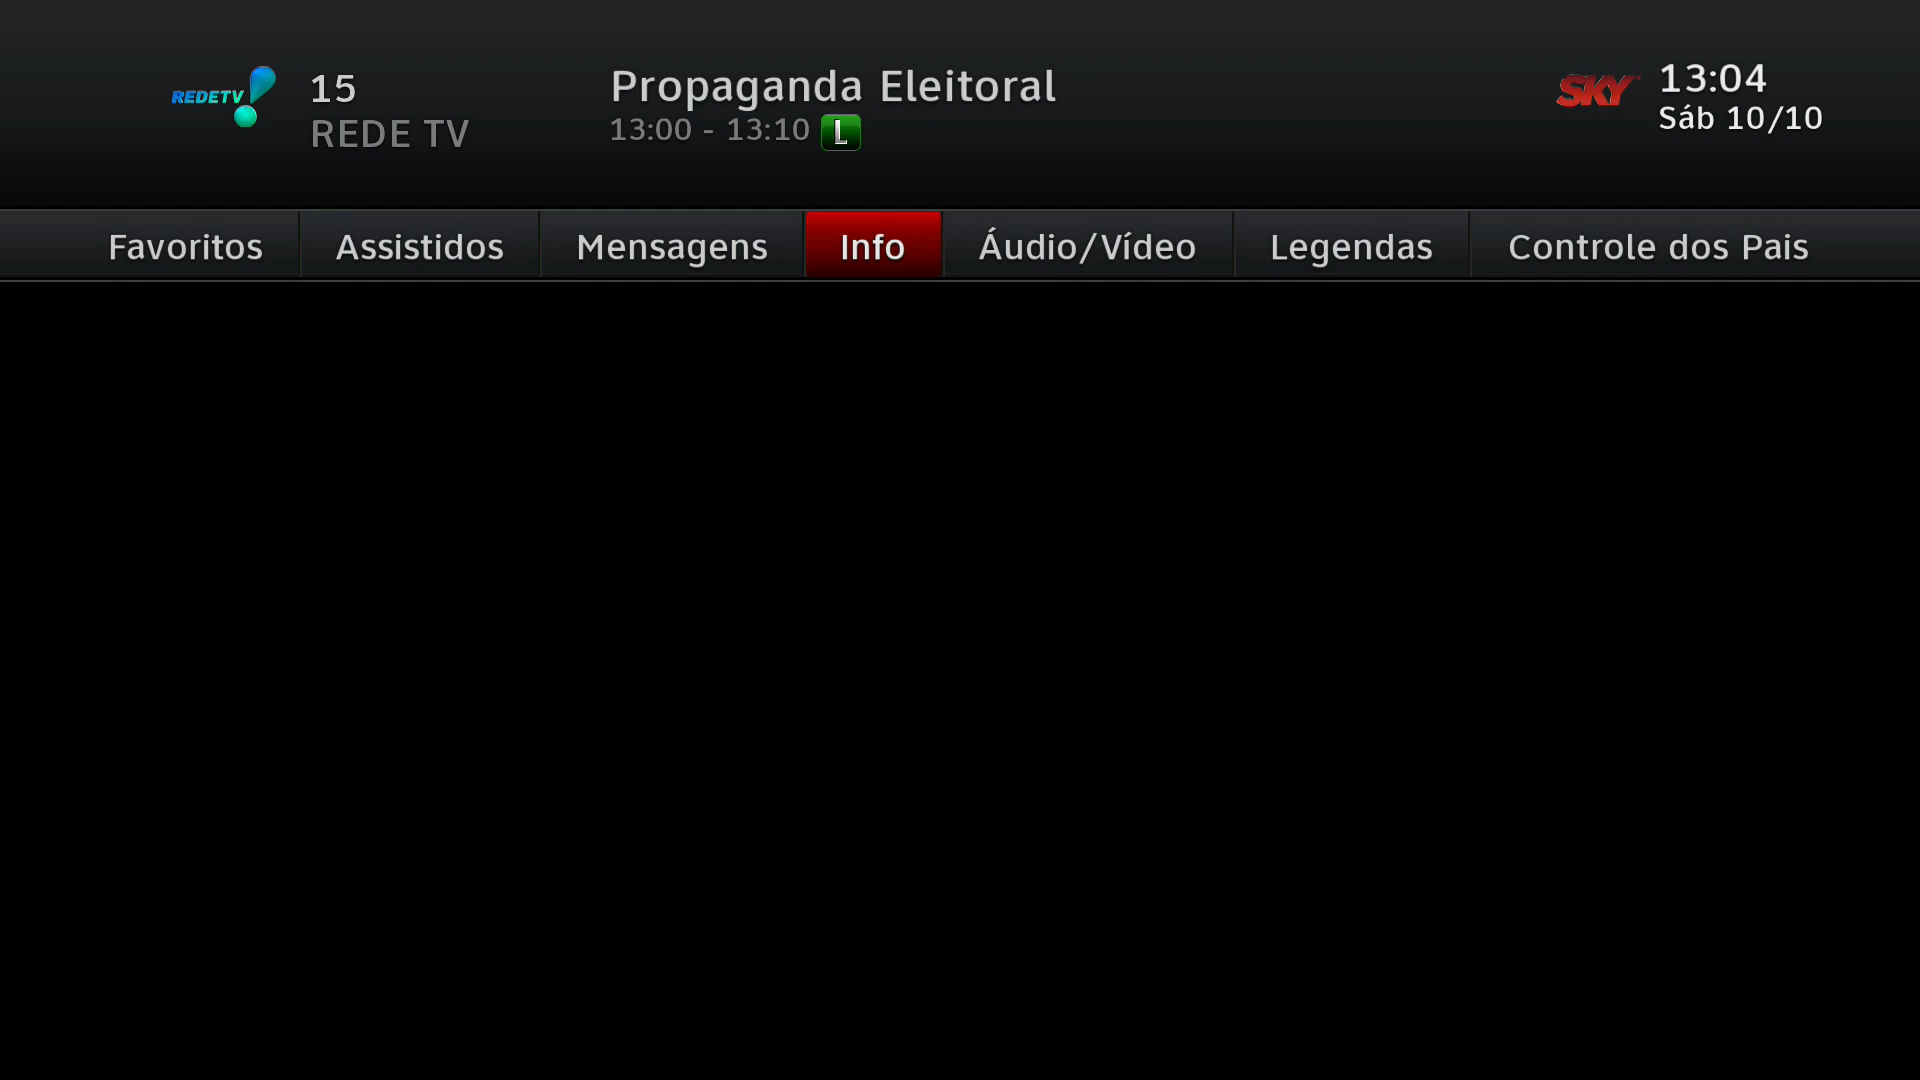 REDETV
15
REDE TV
Propaganda Eleitoral
13:00 - 13:10 L
SKY
13:04
Sáb 10/10
Favoritos
Assistidos
Mensagens
Info
Áudio/Vídeo
Legendas
Controle dos Pais